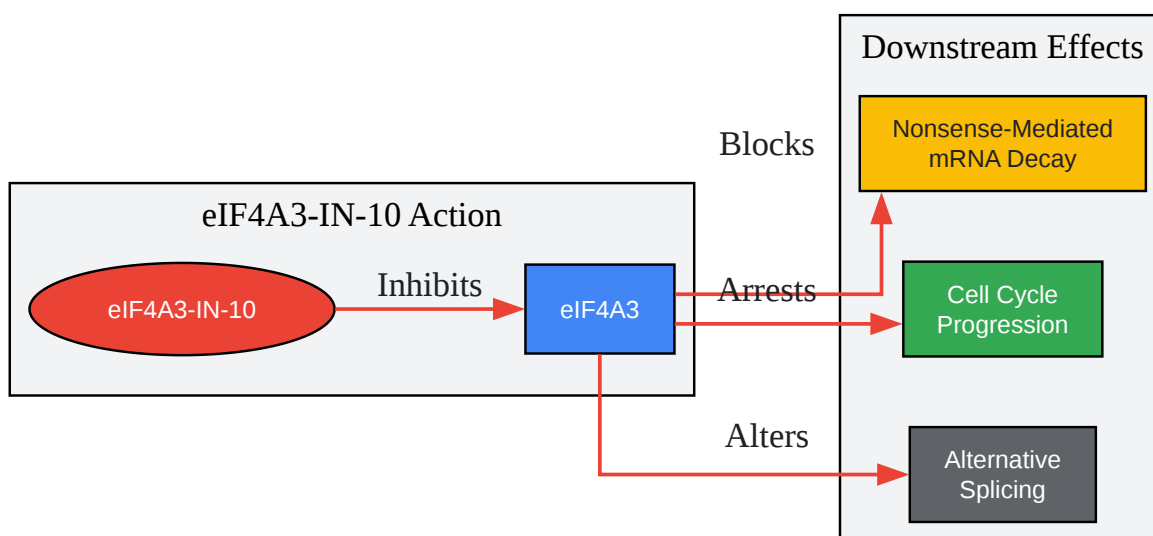 Downstream Effects
Nonsense-Mediated
mRNA Decay
Blocks
eIF4A3-IN-10 Action
eIF4A3-IN-10
Inhibits
eIF4A3
Arrests
Cell Cycle
Progression
Alters
Alternative
Splicing